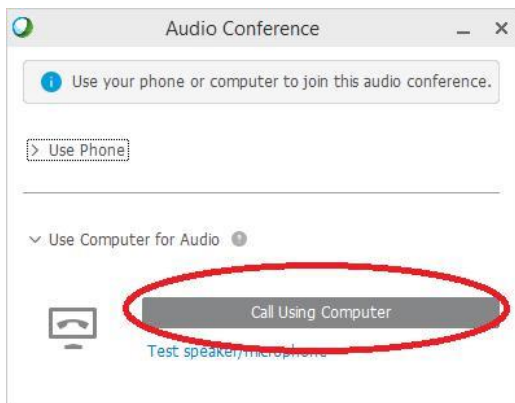 Audio Conference
Use your phone or computer to join this audio conference.
> Use Phone
Use Computer for Audio
Call Using Computer
Test speaker/microphone